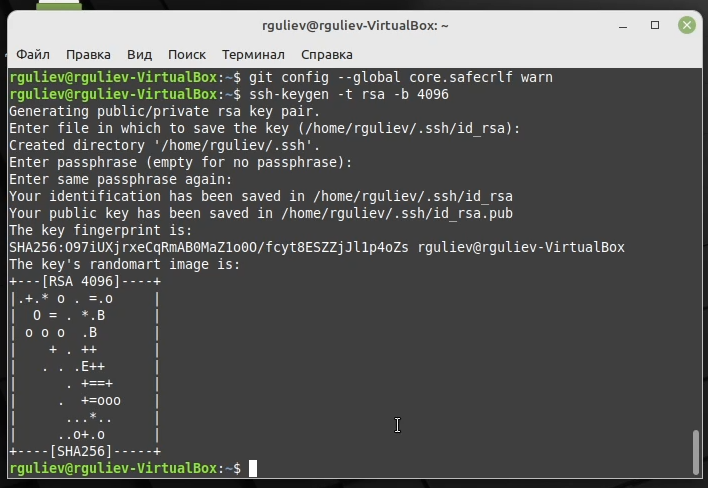 rguliev@rguliev-VirtualBox: ~
Файл Правка Вид Поиск Терминал Справка
rguliev@rguliev-VirtualBox:~$ git config --global core.safecrlf warn
rguliev@rguliev-VirtualBox:~$ ssh-keygen -t rsa -b 4096
Generating public/private rsa key pair.
Enter file in which to save the key (/home/rguliev/.ssh/id_rsa):
Created directory '/home/rguliev/.ssh'.
Enter passphrase (empty for no passphrase):
Enter same passphrase again:
Your identification has been saved in /home/rguliev/.ssh/id_rsa
Your public key has been saved in /home/rguliev/.ssh/id_rsa.pub
The key fingerprint is:
SHA256:O97iUXjrxeCqRmAB0MaZ1o0O/fcyt8ESZZjJl1p4oZs rguliev@rguliev-VirtualBox
The key's randomart image is:
+---[RSA 4096]----+
|.+.* o . =.o     |
|  O = . *.B      |
| o o o  .B       |
|    + . ++       |
|   . . .E++      |
|      . +==+     |
|     .  +=ooo    |
|      ...*..     |
|     ..o+.o      |
+----[SHA256]-----+
rguliev@rguliev-VirtualBox:~$